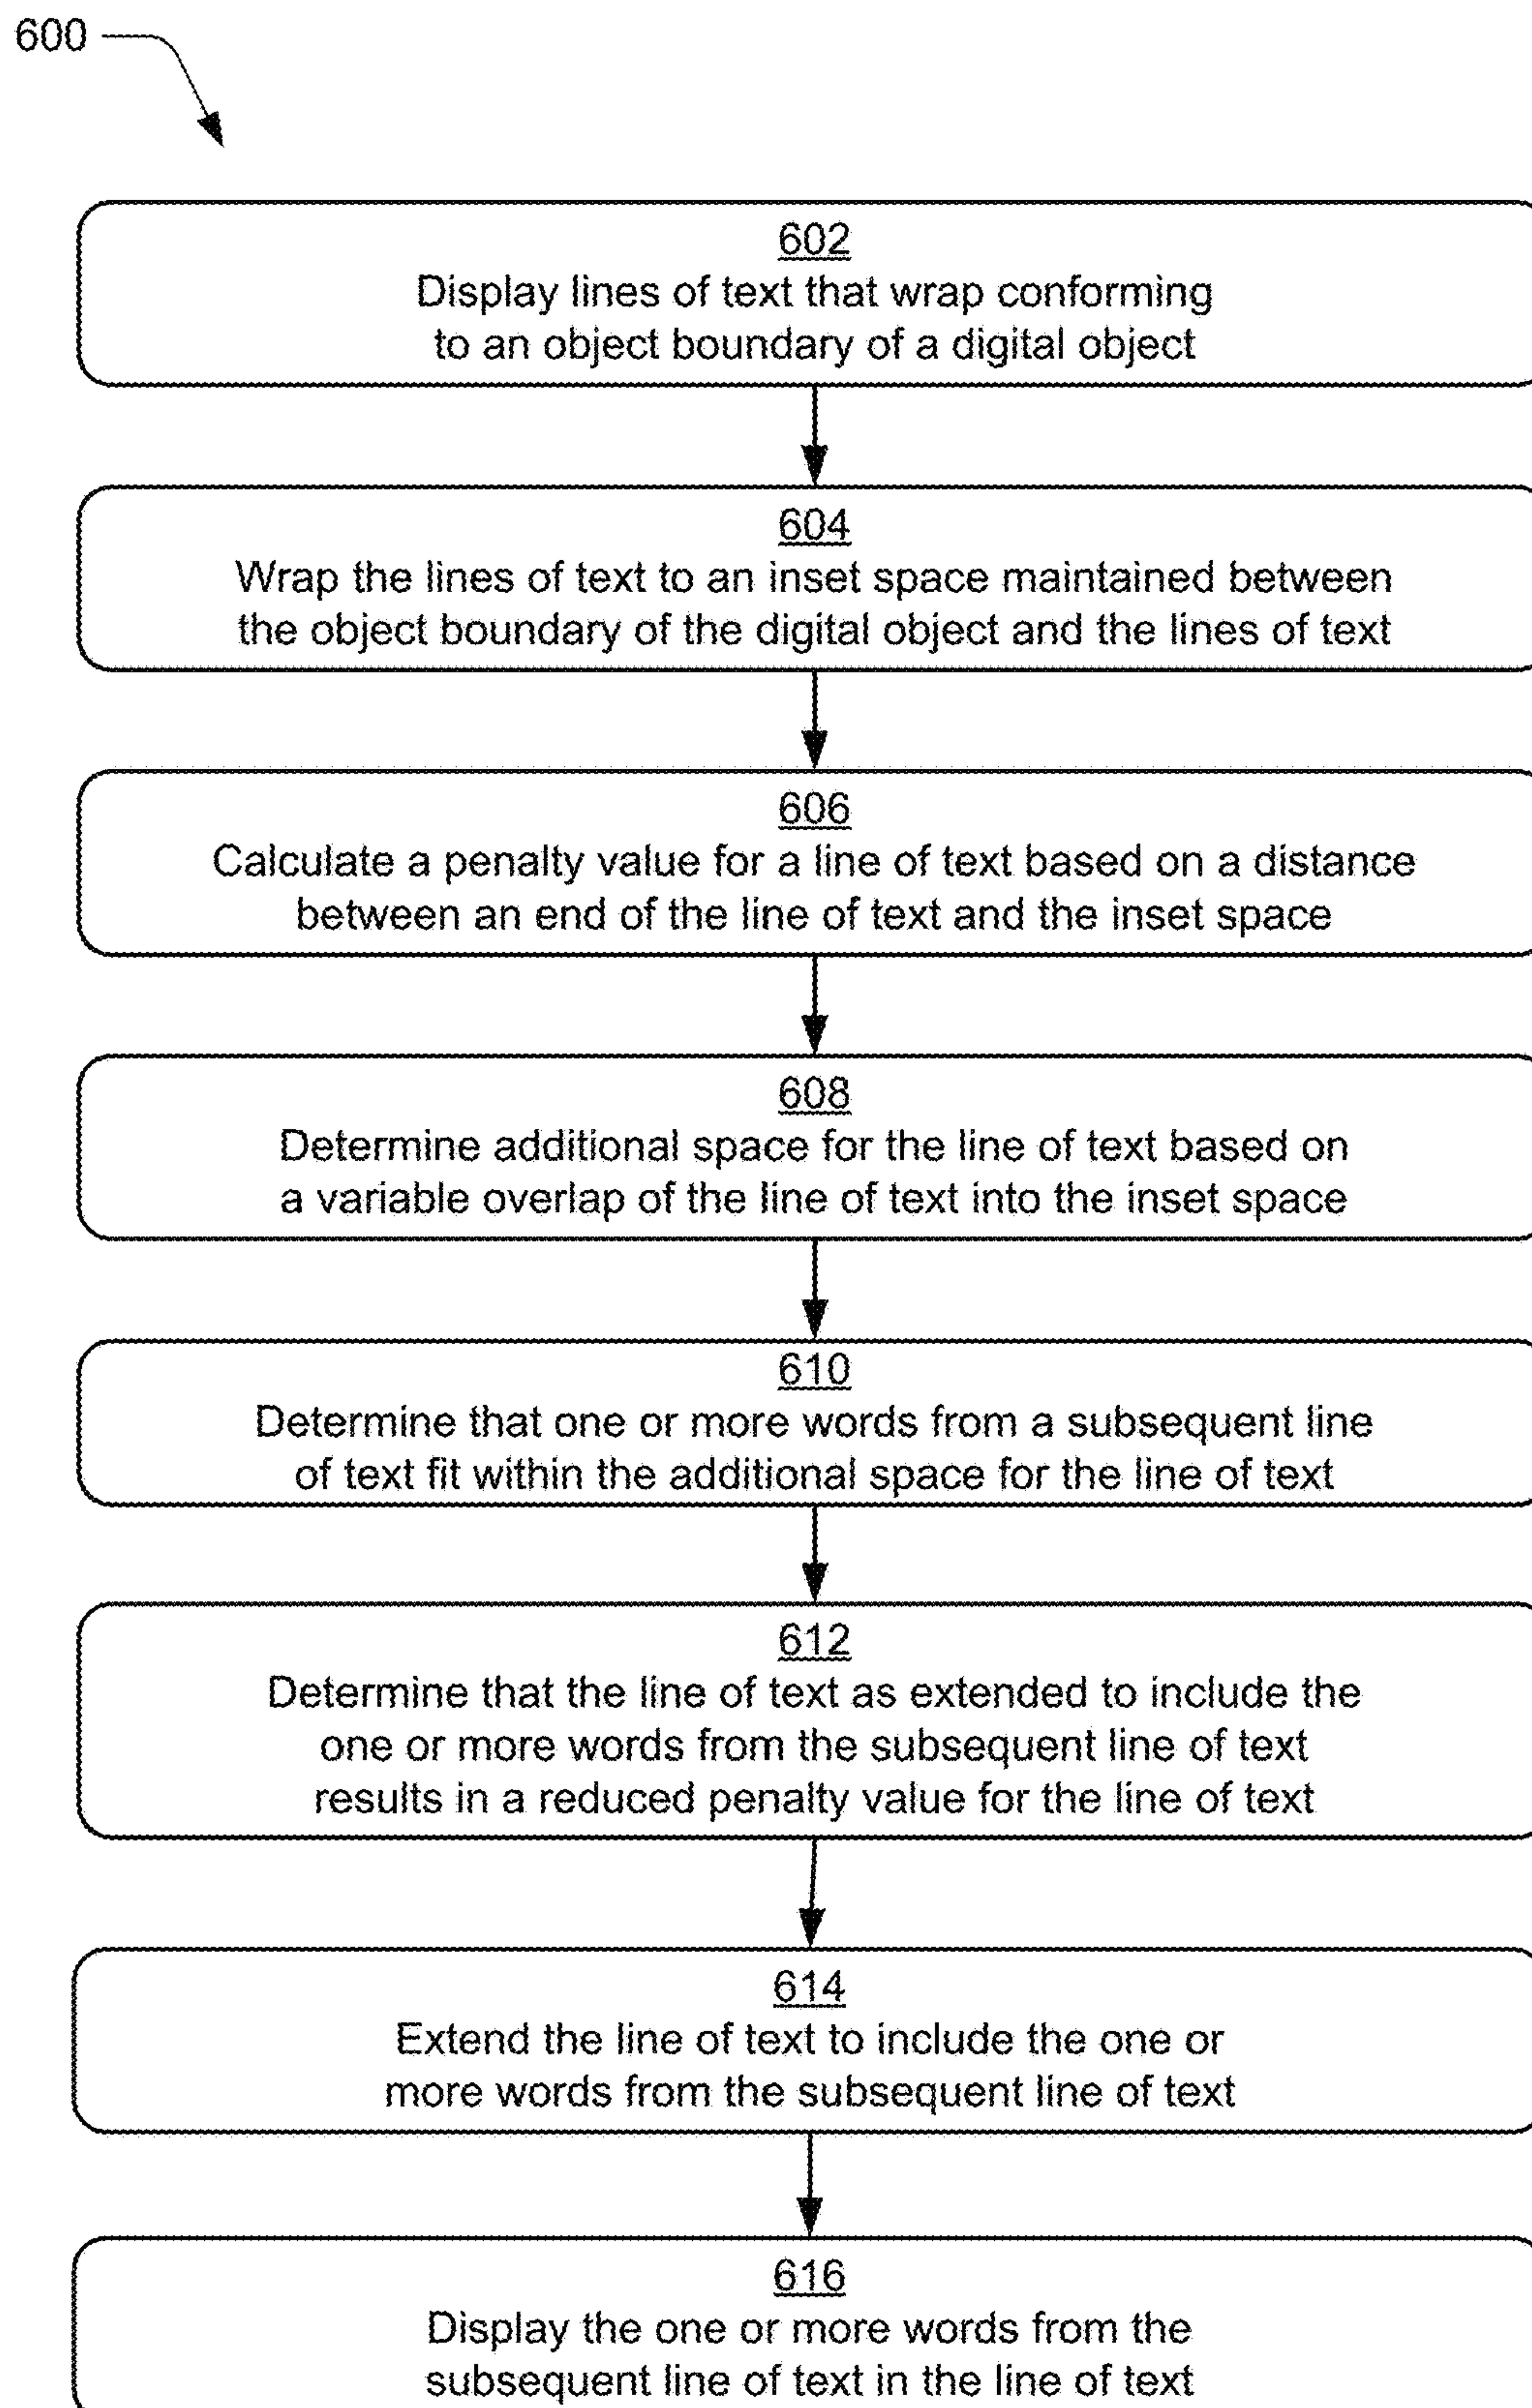 600
602
Display lines of text that wrap conforming
to an object boundary of a digital object
604
Wrap the lines of text to an inset space maintained between
the object boundary of the digital object and the lines of text
606
Calculate a penalty value for a line of text based on a distance
between an end of the line of text and the inset space
608
Determine additional space for the line of text based on
a variable overlap of the line of text into the inset space
610
Determine that one or more words from a subsequent line
of text fit within the additional space for the line of text
612
Determine that the line of text as extended to include the
one or more words from the subsequent line of text
results in a reduced penalty value for the line of text
614
Extend the line of text to include the one or
more words from the subsequent line of text
616
Display the one or more words from the
subsequent line of text in the line of text